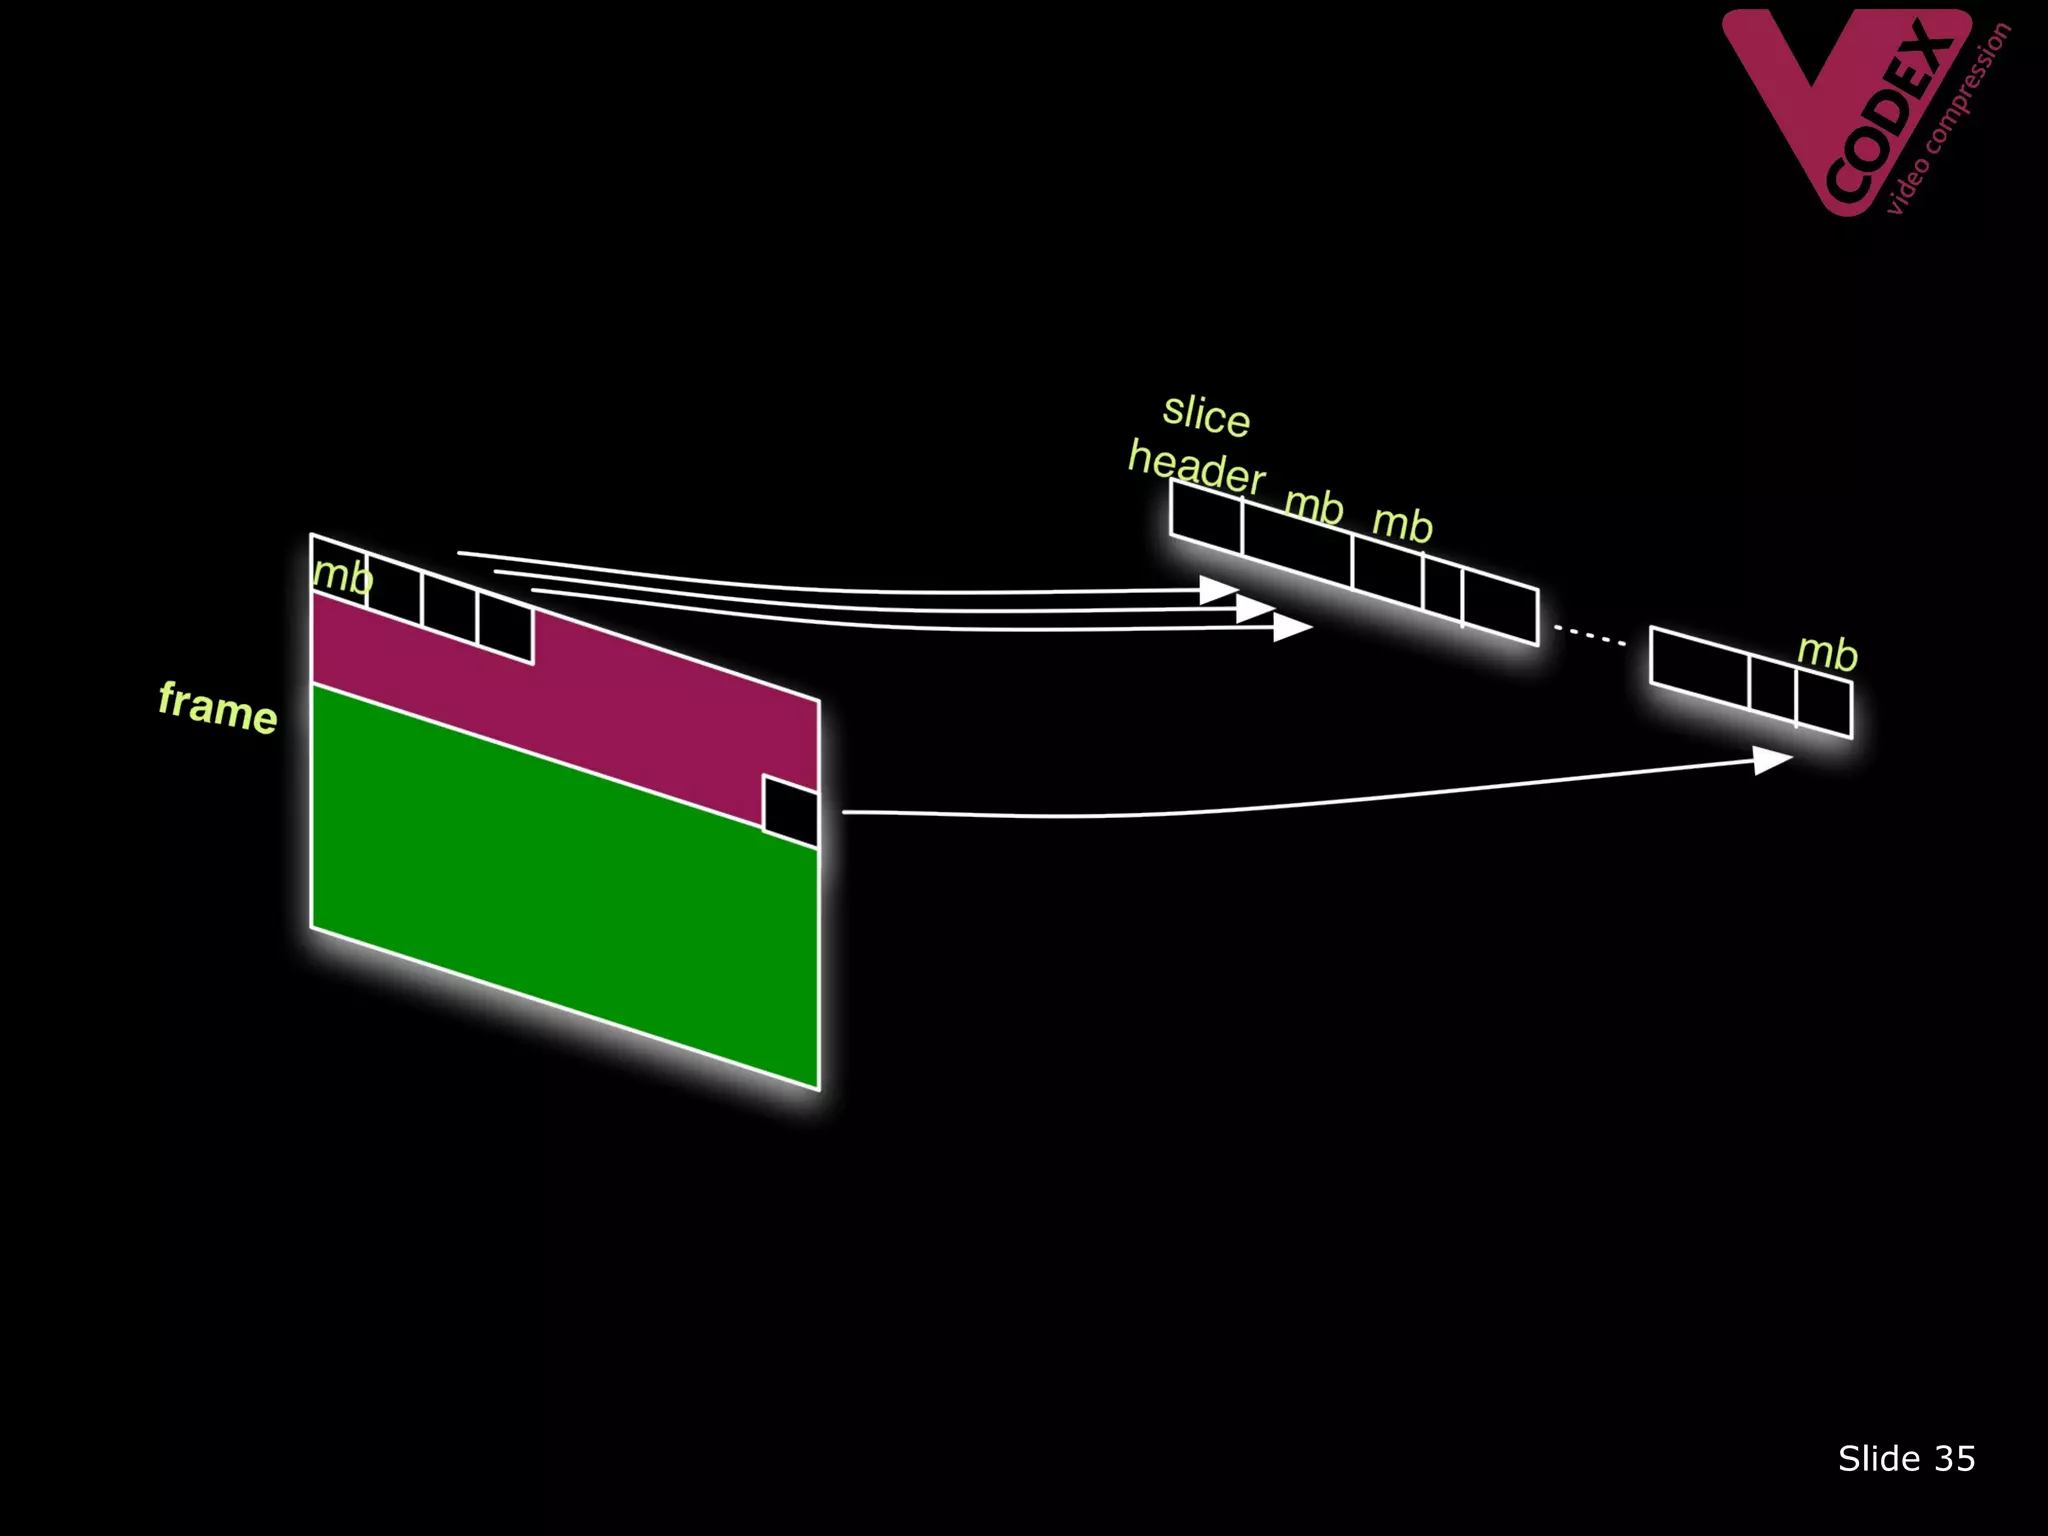 CODEX
video compression
slice
header
mb
mb
mb
frame
mb
Slide 35